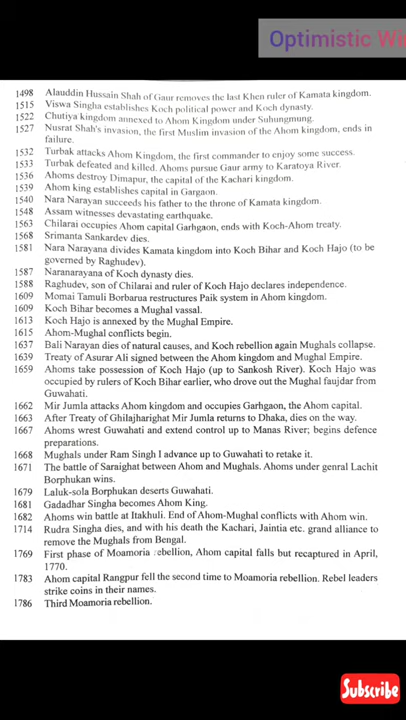 Optimistic Wi
1498 Alauddin Hussain Shah of Gaur removes the last Khen ruler of Kamata kingdom.
1515 Viswa Singha establishes Koch political power and Koch dynasty.
1522 Chutiya kingdom annexed to Ahom Kingdom under Suhungmung.
1527 Nusrat Shah's invasion, the first Muslim invasion of the Ahom kingdom, ends in
failure.
1532 Turbak attacks Ahom Kingdom, the first commander to enjoy some success.
1533 Turbak defeated and killed. Ahoms pursue Gaur army to Karatoya River.
1536 Ahoms destroy Dimapur, the capital of the Kachari kingdom.
1539 Ahom king establishes capital in Gargaon.
1540 Nara Narayan succeeds his father to the throne of Kamata kingdom.
1548 Assam witnesses devastating earthquake.
1563 Chilarai occupies Ahom capital Garhgaon, ends with Koch-Ahom treaty.
1568 Srimanta Sankardev dies.
1581 Nara Narayana divides Kamata kingdom into Koch Bihar and Koch Hajo (to be
governed by Raghudev).
1587 Naranarayana of Koch dynasty dies.
1588 Raghudev, son of Chilarai and ruler of Koch Hajo declares independence.
1609 Momai Tamuli Borbarua restructures Paik system in Ahom kingdom.
1609 Koch Bihar becomes a Mughal vassal.
1613 Koch Hajo is annexed by the Mughal Empire.
1615 Ahom-Mughal conflicts begin.
1637 Bali Narayan dies of natural causes, and Koch rebellion again Mughals collapse.
1639 Treaty of Asurar Ali signed between the Ahom kingdom and Mughal Empire.
1659 Ahoms take possession of Koch Hajo (up to Sankosh River). Koch Hajo was
occupied by rulers of Koch Bihar earlier, who drove out the Mughal faujdar from
Guwahati.
1662 Mir Jumla attacks Ahom kingdom and occupies Garhgaon, the Ahom capital.
1663 After Treaty of Ghilajharighat Mir Jumla returns to Dhaka, dies on the way.
1667 Ahoms wrest Guwahati and extend control up to Manas River; begins defence
preparations.
1668 Mughals under Ram Singh I advance up to Guwahati to retake it.
1671 The battle of Saraighat between Ahom and Mughals. Ahoms under genral Lachit
Borphukan wins.
1679 Laluk-sola Borphukan deserts Guwahati.
1681 Gadadhar Singha becomes Ahom King.
1682 Ahoms win battle at Itakhuli. End of Ahom-Mughal conflicts with Ahom win.
1714 Rudra Singha dies, and with his death the Kachari, Jaintia etc. grand alliance to
remove the Mughals from Bengal.
1769 First phase of Moamoria rebellion, Ahom capital falls but recaptured in April,
1770.
1783 Ahom capital Rangpur fell the second time to Moamoria rebellion. Rebel leaders
strike coins in their names.
1786 Third Moamoria rebellion.
Subscribe